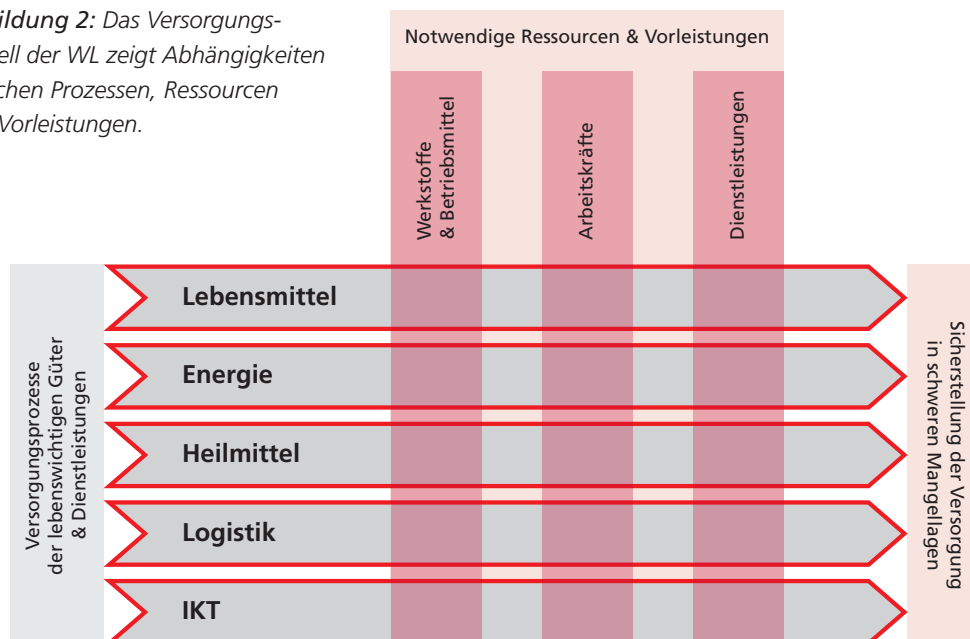 ildung 2: Das Versorgungs-
ell der WL zeigt Abhängigkeiten
chen Prozessen, Ressourcen
Vorleistungen.
Notwendige Ressourcen & Vorleistungen
Werkstoffe
& Betriebsmittel
Arbeitskräfte
Dienstleistungen
Versorgungsprozesse
der lebenswichtigen Güter
& Dienstleistungen
Lebensmittel
Energie
Heilmittel
Logistik
IKT
Sicherstellung der Versorgung
in schweren Mangellagen